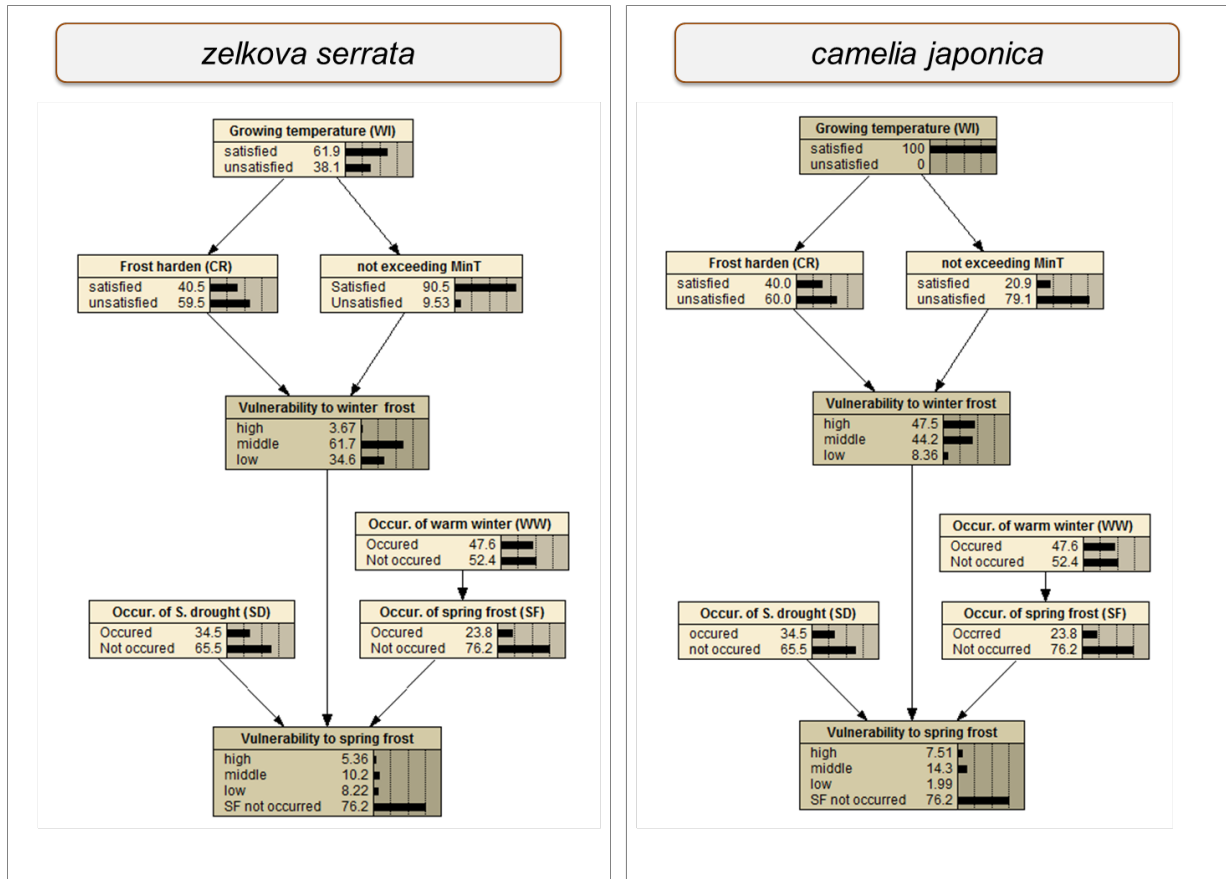 zelkova serrata
Growing temperature (WI)
satisfied 61.9
unsatisfied 38.1
Frost harden (CR)
satisfied 40.5
unsatisfied 59.5
not exceeding MinT
Satisfied 90.5
Unsatisfied 9.53
Vulnerability to winter frost
high 3.67
middle 61.7
low 34.6
Occur. of warm winter (WW)
Occured 47.6
Not occured 52.4
Occur. of S. drought (SD)
Occured 34.5
Not occured 65.5
Occur. of spring frost (SF)
Occured 23.8
Not occured 76.2
Vulnerability to spring frost
high 5.36
middle 10.2
low 8.22
SF not occurred 76.2
camelia japonica
Growing temperature (WI)
satisfied 100
unsatisfied 0
Frost harden (CR)
satisfied 40.0
unsatisfied 60.0
not exceeding MinT
satisfied 20.9
unsatisfied 79.1
Vulnerability to winter frost
high 47.5
middle 44.2
low 8.36
Occur. of warm winter (WW)
Occured 47.6
Not occured 52.4
Occur. of S. drought (SD)
occured 34.5
not occured 65.5
Occur. of spring frost (SF)
Occrred 23.8
Not occured 76.2
Vulnerability to spring frost
high 7.51
middle 14.3
low 1.99
SF not occurred 76.2